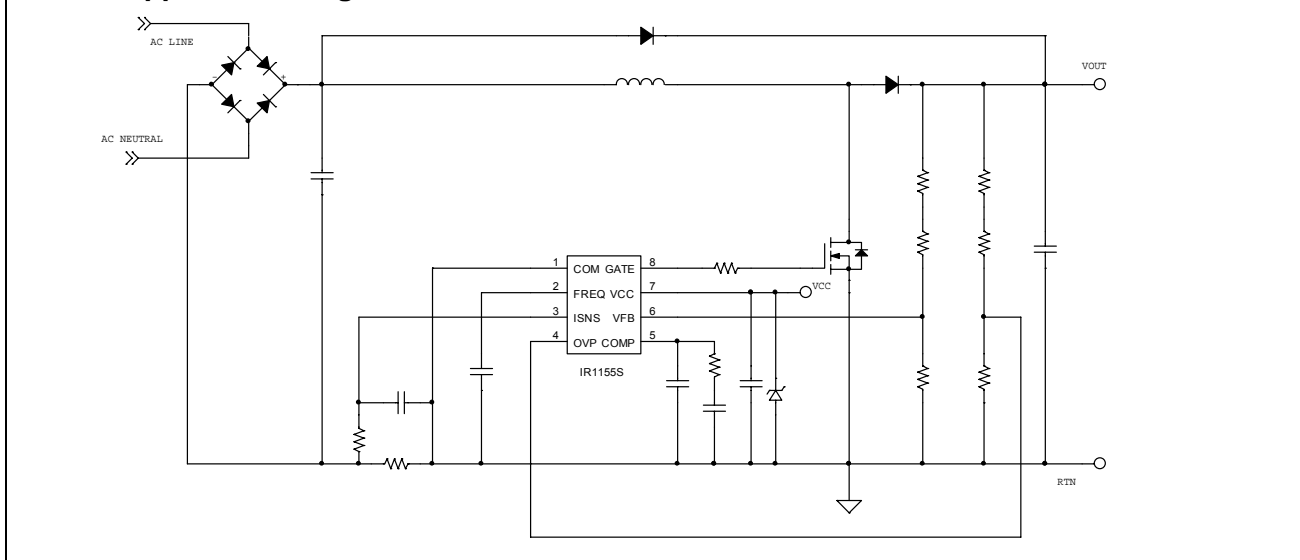 AC LINE
-
+
VOUT
AC NEUTRAL
1
COM GATE
8
2
FREQ VCC
7
VCC
3
ISNS VFB
6
4
OVP COMP
5
IR1155S
RTN